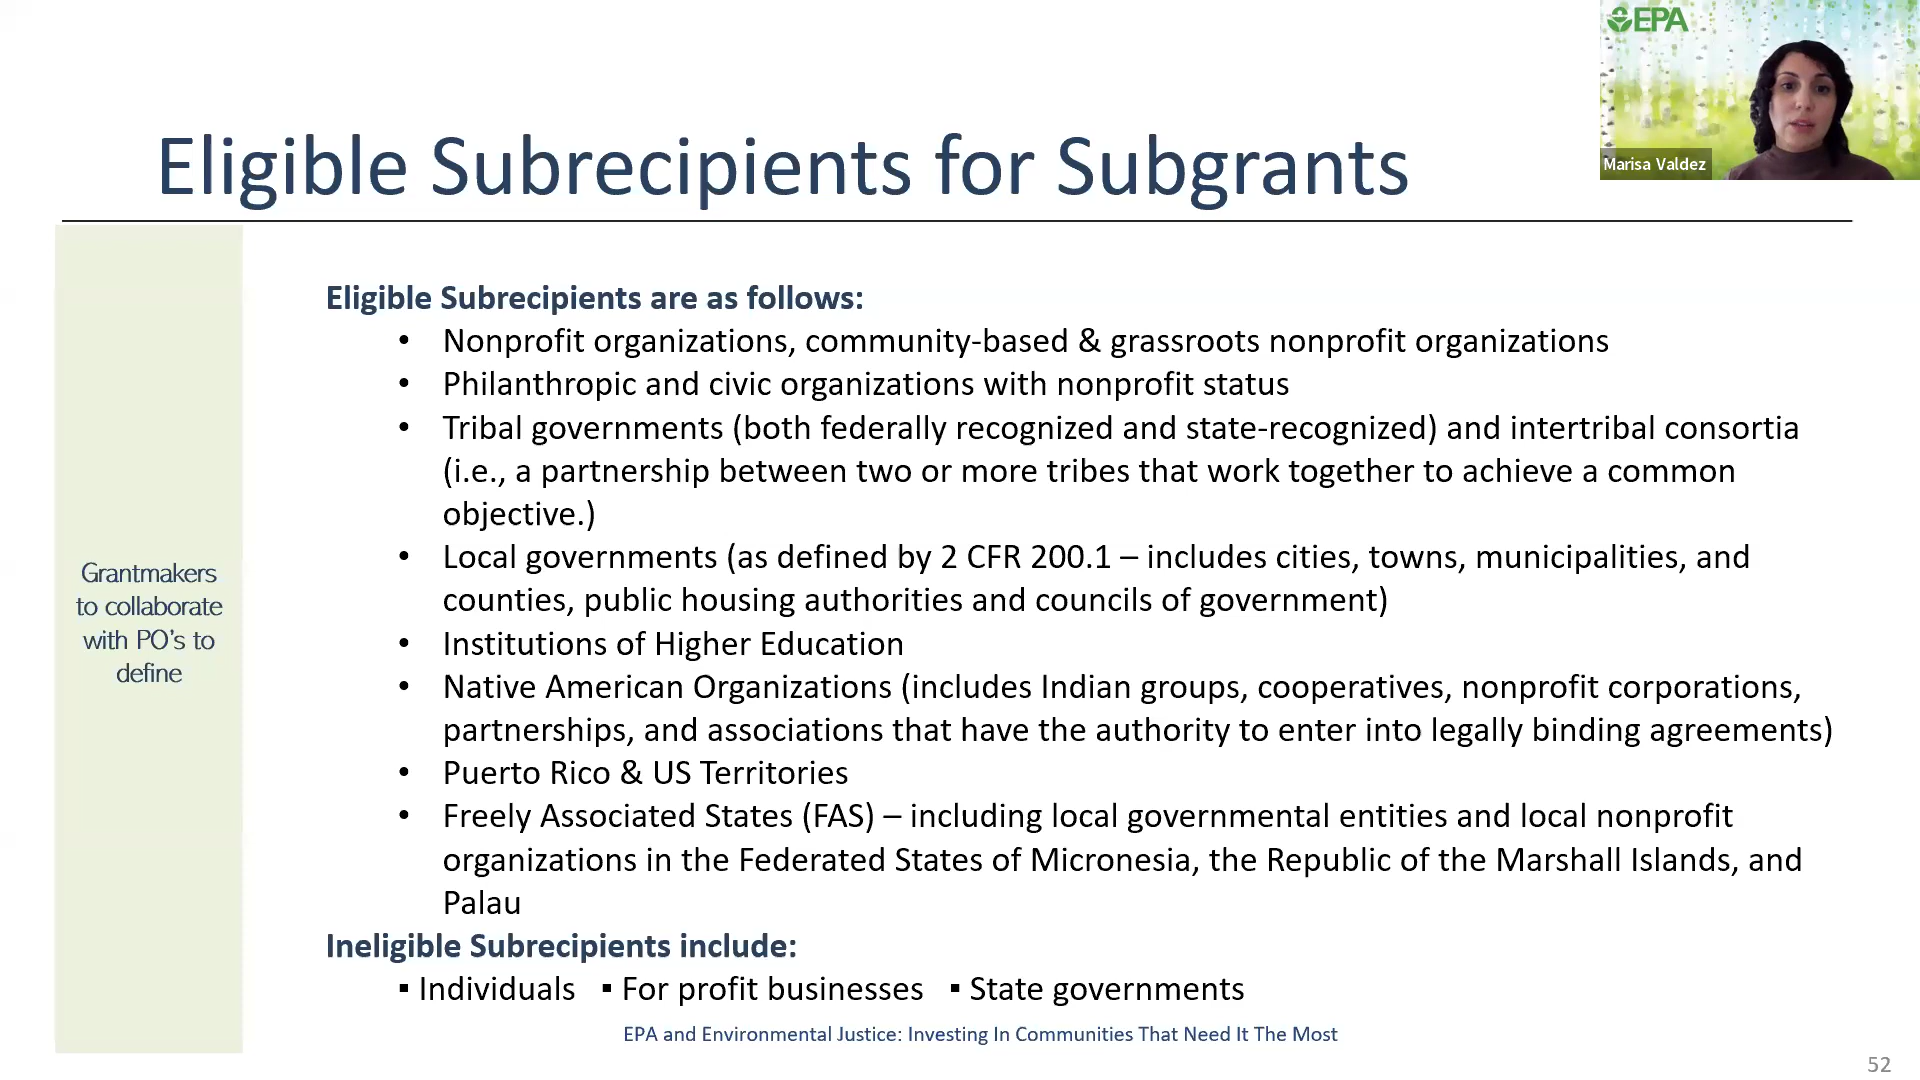 EPA
Marisa Valdez
Eligible Subrecipients for Subgrants
Grantmakers
to collaborate
with PO's to
define
Eligible Subrecipients are as follows:
• Nonprofit organizations, community-based & grassroots nonprofit organizations
• Philanthropic and civic organizations with nonprofit status
• Tribal governments (both federally recognized and state-recognized) and intertribal consortia
(i.e., a partnership between two or more tribes that work together to achieve a common
objective.)
• Local governments (as defined by 2 CFR 200.1 – includes cities, towns, municipalities, and
counties, public housing authorities and councils of government)
• Institutions of Higher Education
• Native American Organizations (includes Indian groups, cooperatives, nonprofit corporations,
partnerships, and associations that have the authority to enter into legally binding agreements)
• Puerto Rico & US Territories
• Freely Associated States (FAS) – including local governmental entities and local nonprofit
organizations in the Federated States of Micronesia, the Republic of the Marshall Islands, and
Palau
Ineligible Subrecipients include:
▪ Individuals ▪ For profit businesses ▪ State governments
EPA and Environmental Justice: Investing In Communities That Need It The Most
52